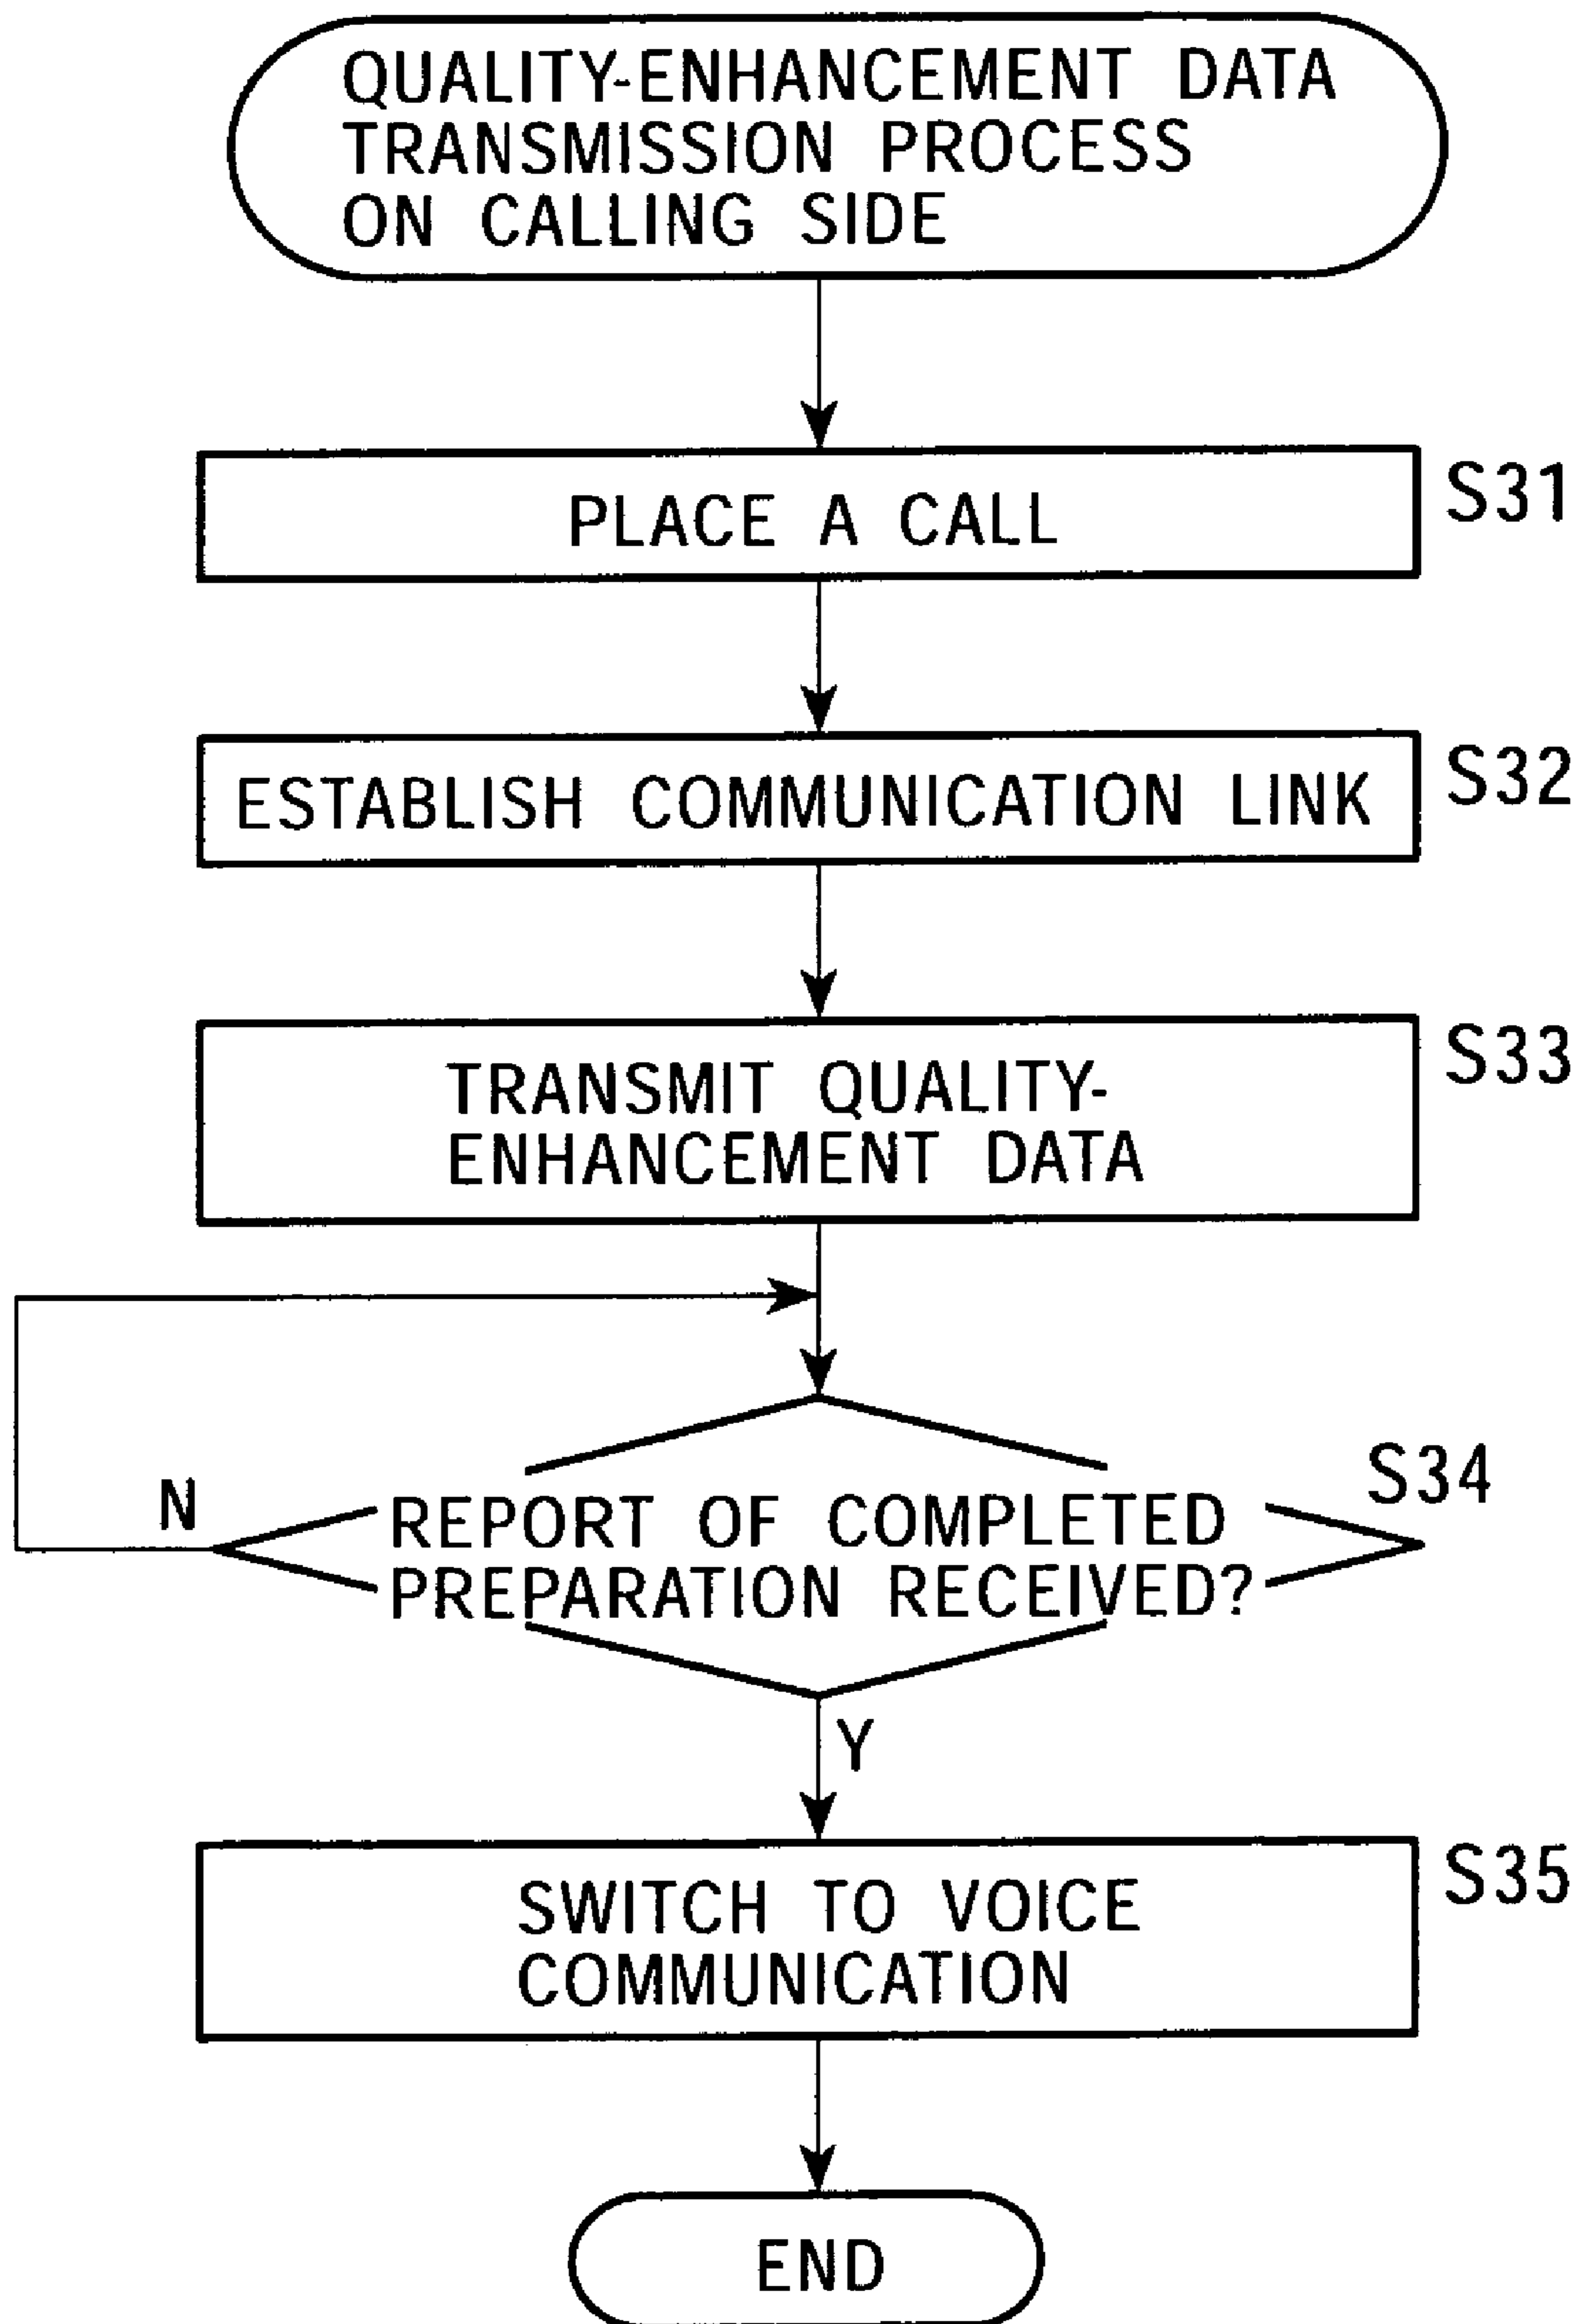 QUALITY-ENHANCEMENT DATA
TRANSMISSION PROCESS
ON CALLING SIDE
PLACE A CALL
S31
ESTABLISH COMMUNICATION LINK
S32
TRANSMIT QUALITY-
ENHANCEMENT DATA
S33
N
REPORT OF COMPLETED
PREPARATION RECEIVED?
S34
Y
SWITCH TO VOICE
COMMUNICATION
S35
END